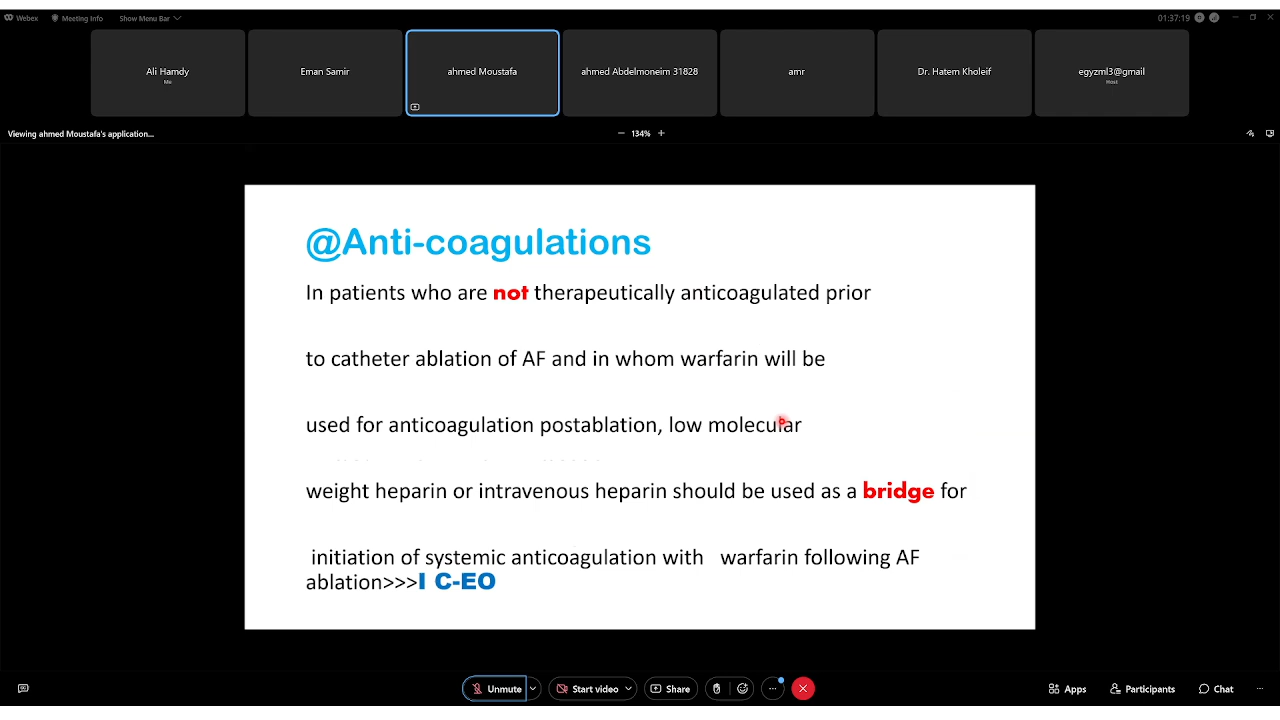 Webex
Meeting Info
Show Menu Bar
01:37:19
Ali Hamdy
Me
Eman Samir
ahmed Moustafa
ahmed Abdelmoneim 31828
amr
Dr. Hatem Kholeif
egyzml3@gmail
Host
Viewing ahmed Moustafa's application...
134%
@Anti-coagulations
In patients who are not therapeutically anticoagulated prior
to catheter ablation of AF and in whom warfarin will be
used for anticoagulation postablation, low molecular
weight heparin or intravenous heparin should be used as a bridge for
initiation of systemic anticoagulation with warfarin following AF
ablation>>>I C-EO
Unmute
Start video
Share
Apps
Participants
Chat